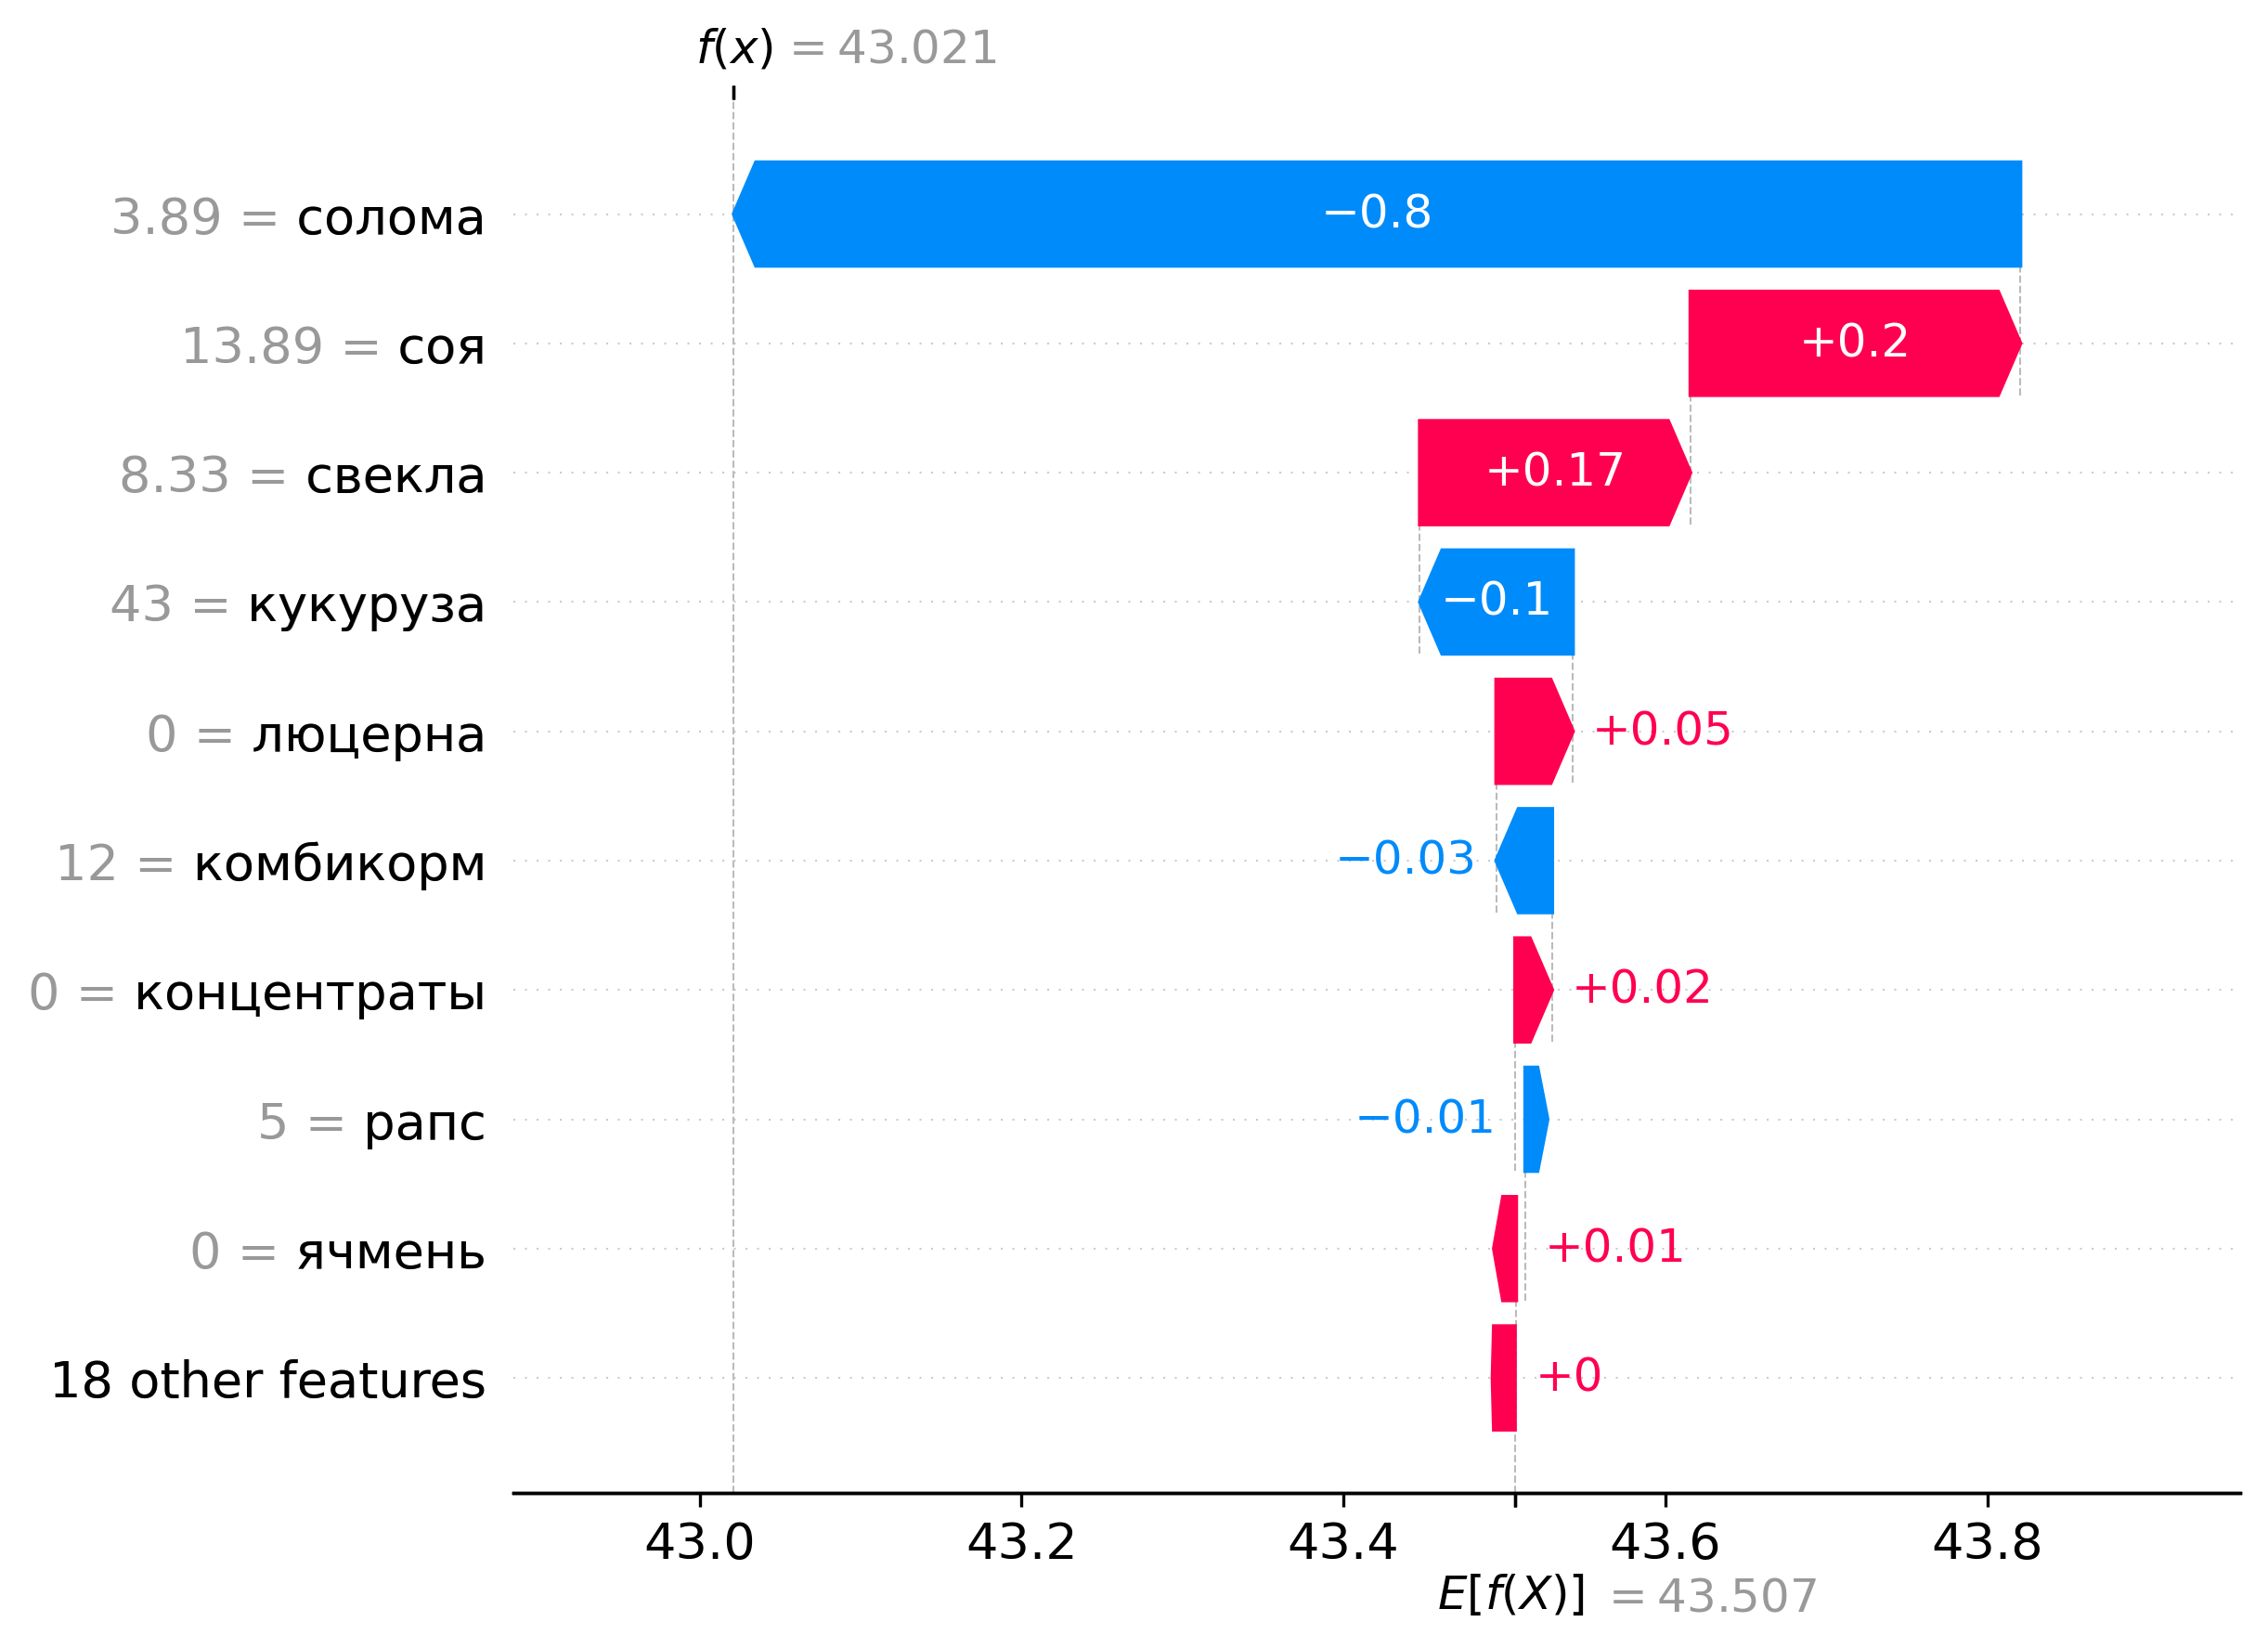 f(x) = 43.021
3.89 = солома −0.8
13.89 = соя +0.2
8.33 = свекла +0.17
43 = кукуруза −0.1
0 = люцерна +0.05
12 = комбикорм −0.03
0 = концентраты +0.02
5 = рапс −0.01
0 = ячмень +0.01
18 other features +0
43.0 43.2 43.4 43.6 43.8
E[f(X)] = 43.507